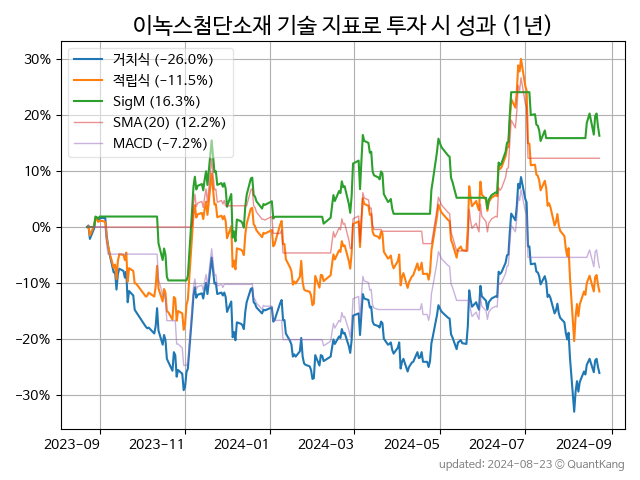 이녹스첨단소재 기술 지표로 투자 시 성과 (1년)
거치식 (−26.0%)
적립식 (−11.5%)
SigM (16.3%)
SMA(20) (12.2%)
MACD (−7.2%)
30%
20%
10%
0%
−10%
−20%
−30%
2023-09
2023-11
2024-01
2024-03
2024-05
2024-07
2024-09
updated: 2024-08-23 © QuantKang